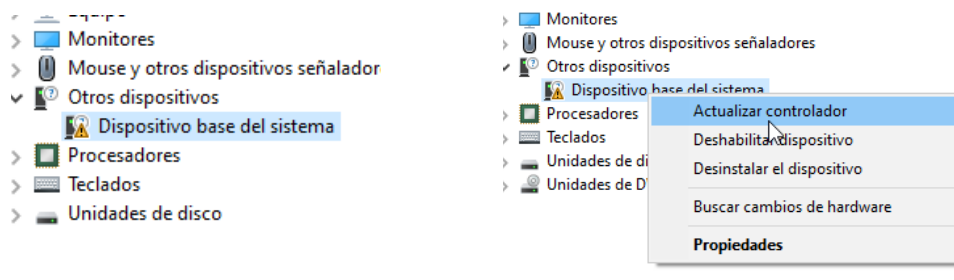 Monitores
Mouse y otros dispositivos señalador
Otros dispositivos
Dispositivo base del sistema
Procesadores
Teclados
Unidades de disco
Monitores
Mouse y otros dispositivos señaladores
Otros dispositivos
Dispositivo base del sistema
Procesadores
Teclados
Unidades de di
Unidades de D
Actualizar controlador
Deshabilitar dispositivo
Desinstalar el dispositivo
Buscar cambios de hardware
Propiedades